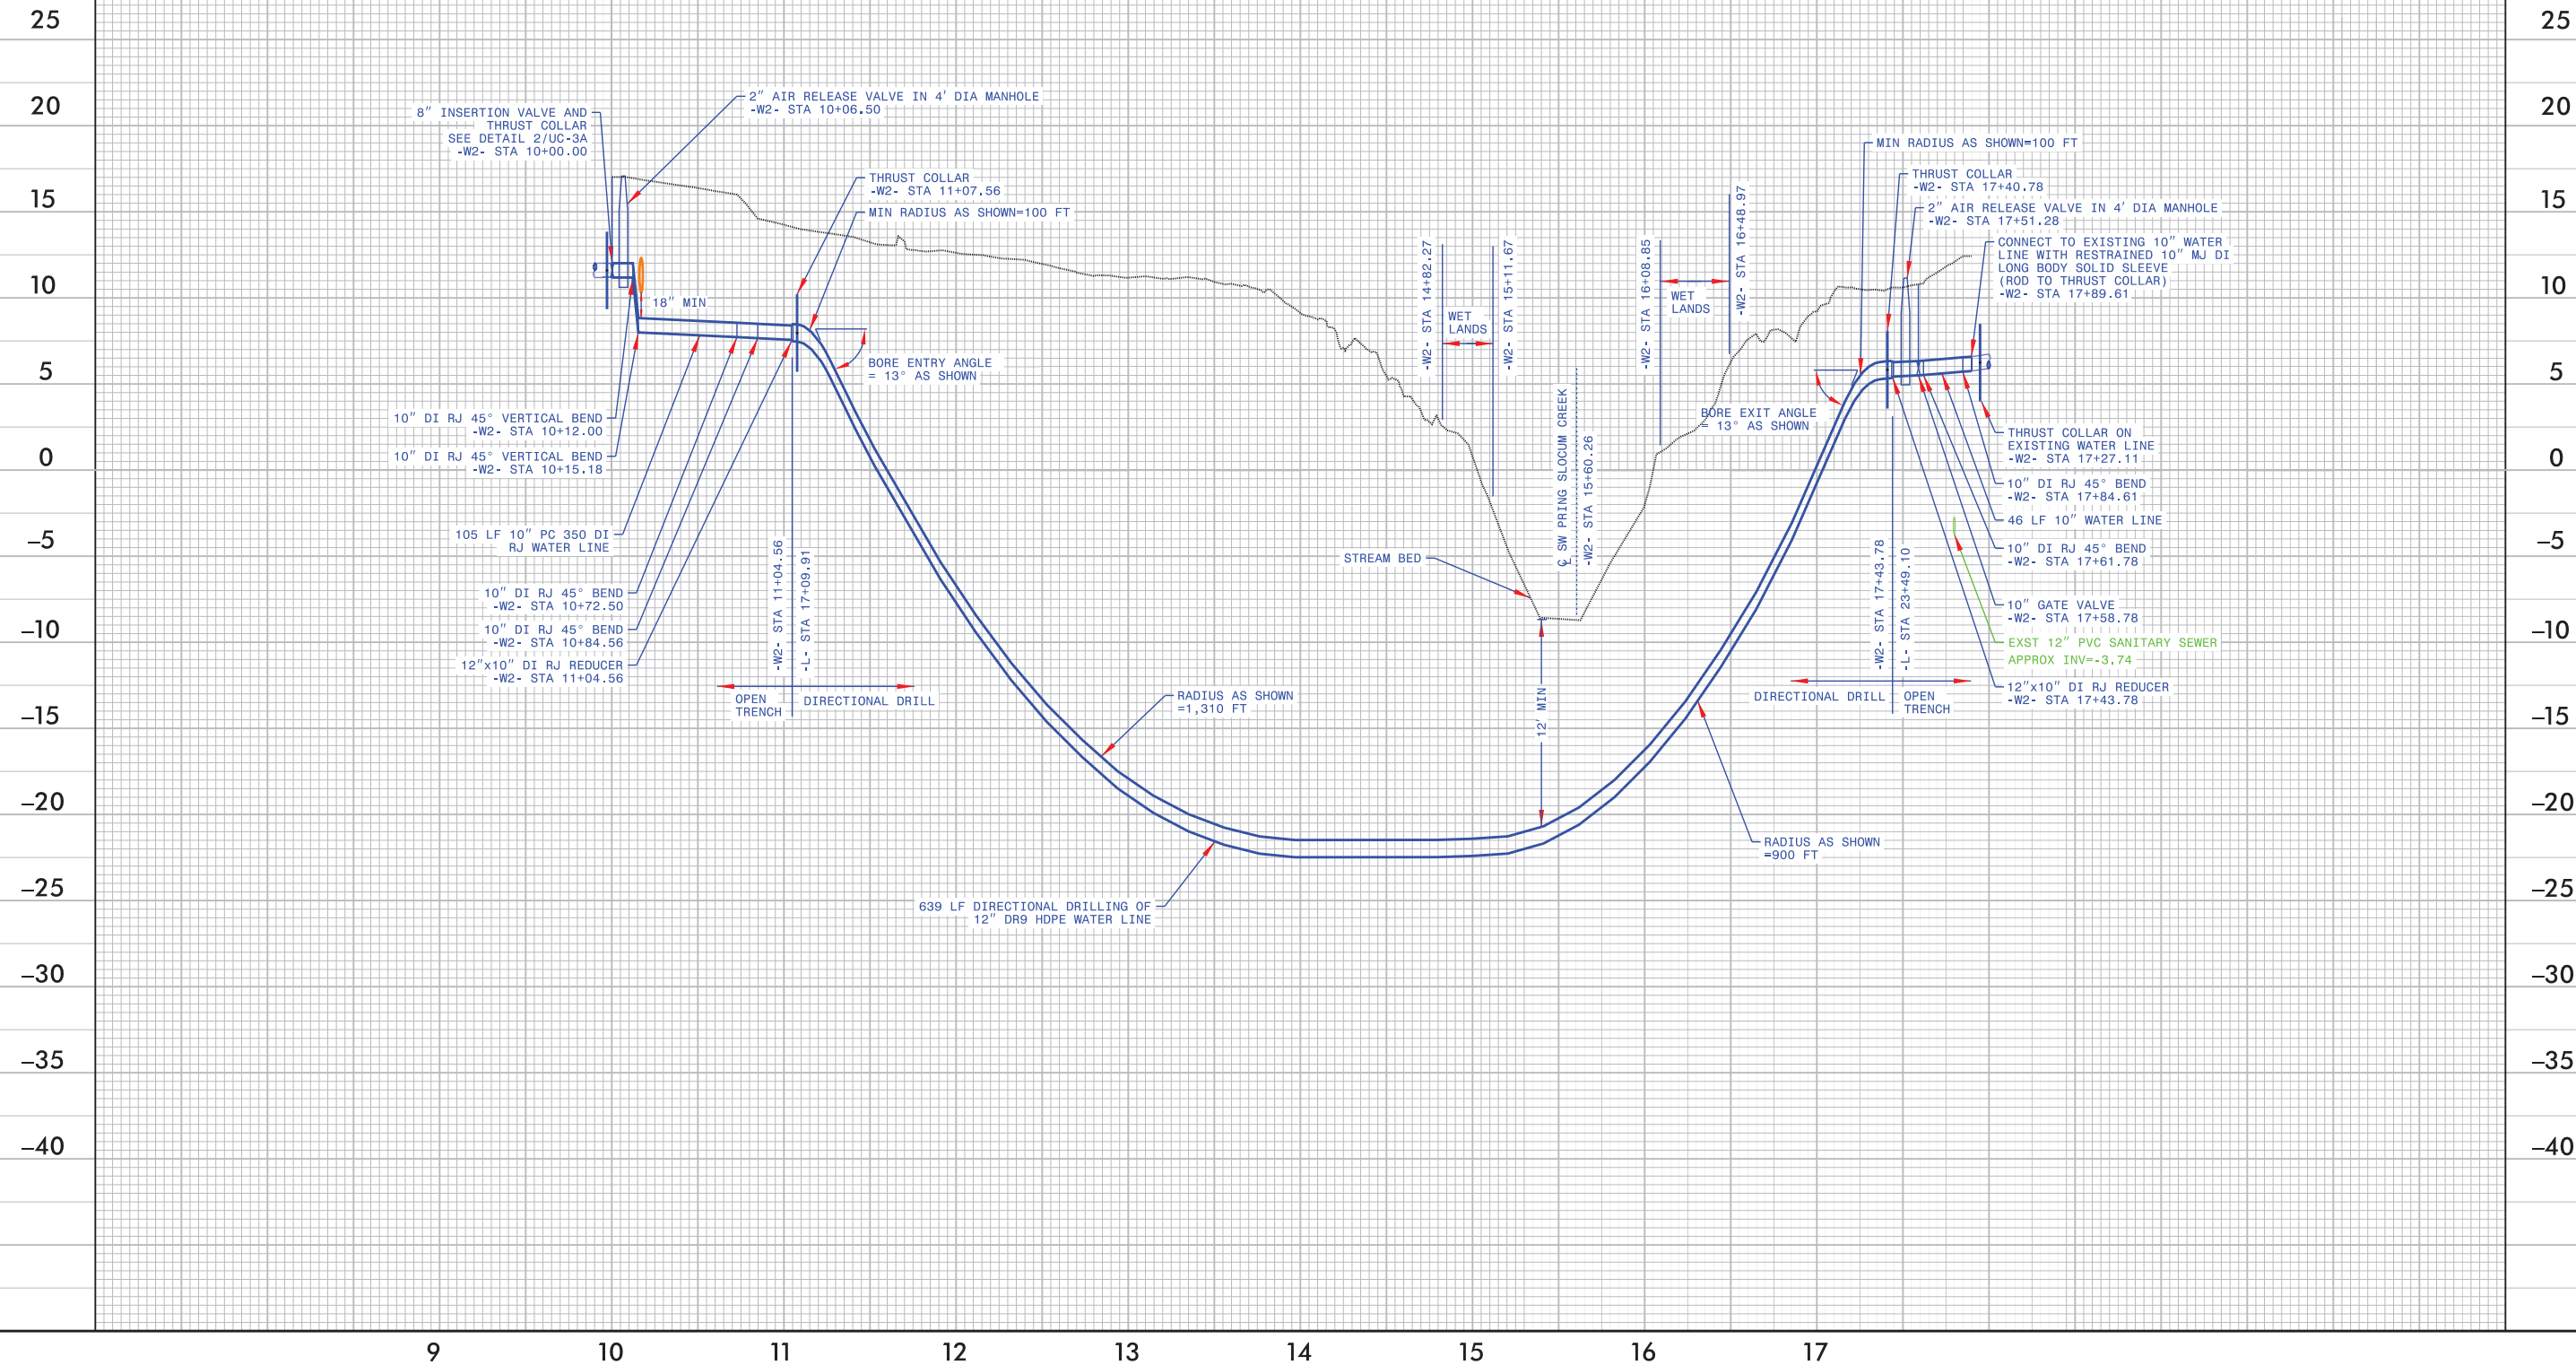 25
25
20
20
15
15
10
10
5
5
0
0
–5
–5
–10
–10
–15
–15
–20
–20
–25
–25
–30
–30
–35
–35
–40
–40
8" INSERTION VALVE AND
THRUST COLLAR
SEE DETAIL 2/UC-3A
-W2- STA 10+00.00
2" AIR RELEASE VALVE IN 4' DIA MANHOLE
-W2- STA 10+06.50
THRUST COLLAR
-W2- STA 11+07.56
MIN RADIUS AS SHOWN=100 FT
18" MIN
BORE ENTRY ANGLE
= 13° AS SHOWN
10" DI RJ 45° VERTICAL BEND
-W2- STA 10+12.00
10" DI RJ 45° VERTICAL BEND
-W2- STA 10+15.18
105 LF 10" PC 350 DI
RJ WATER LINE
10" DI RJ 45° BEND
-W2- STA 10+72.50
10" DI RJ 45° BEND
-W2- STA 10+84.56
12"x10" DI RJ REDUCER
-W2- STA 11+04.56
-W2- STA 11+04.56
-L- STA 17+09.91
OPEN
TRENCH
DIRECTIONAL DRILL
RADIUS AS SHOWN
=1,310 FT
639 LF DIRECTIONAL DRILLING OF
12" DR9 HDPE WATER LINE
-W2- STA 14+82.27
WET
LANDS
-W2- STA 15+11.67
STREAM BED
℄ SW PRING SLOCUM CREEK
-W2- STA 15+60.26
12' MIN
-W2- STA 16+08.85
WET
LANDS
-W2- STA 16+48.97
RADIUS AS SHOWN
=900 FT
BORE EXIT ANGLE
= 13° AS SHOWN
MIN RADIUS AS SHOWN=100 FT
THRUST COLLAR
-W2- STA 17+40.78
2" AIR RELEASE VALVE IN 4' DIA MANHOLE
-W2- STA 17+51.28
CONNECT TO EXISTING 10" WATER
LINE WITH RESTRAINED 10" MJ DI
LONG BODY SOLID SLEEVE
(ROD TO THRUST COLLAR)
-W2- STA 17+89.61
THRUST COLLAR ON
EXISTING WATER LINE
-W2- STA 17+27.11
10" DI RJ 45° BEND
-W2- STA 17+84.61
46 LF 10" WATER LINE
10" DI RJ 45° BEND
-W2- STA 17+61.78
10" GATE VALVE
-W2- STA 17+58.78
EXST 12" PVC SANITARY SEWER
APPROX INV=-3.74
12"x10" DI RJ REDUCER
-W2- STA 17+43.78
-W2- STA 17+43.78
-L- STA 23+49.10
DIRECTIONAL DRILL
OPEN
TRENCH
9
10
11
12
13
14
15
16
17